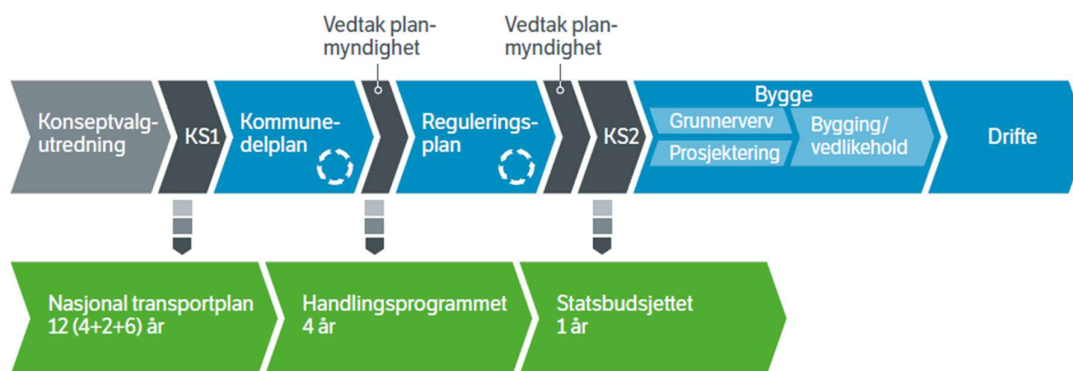 Vedtak plan-
myndighet
Vedtak plan-
myndighet
Konseptvalg-
utredning
KS1
Kommune-
delplan
Regulerings-
plan
KS2
Bygge
Grunnerverv
Prosjektering
Bygging/
vedlikehold
Drifte
Nasjonal transportplan
12 (4+2+6) år
Handlingsprogrammet
4 år
Statsbudsjettet
1 år